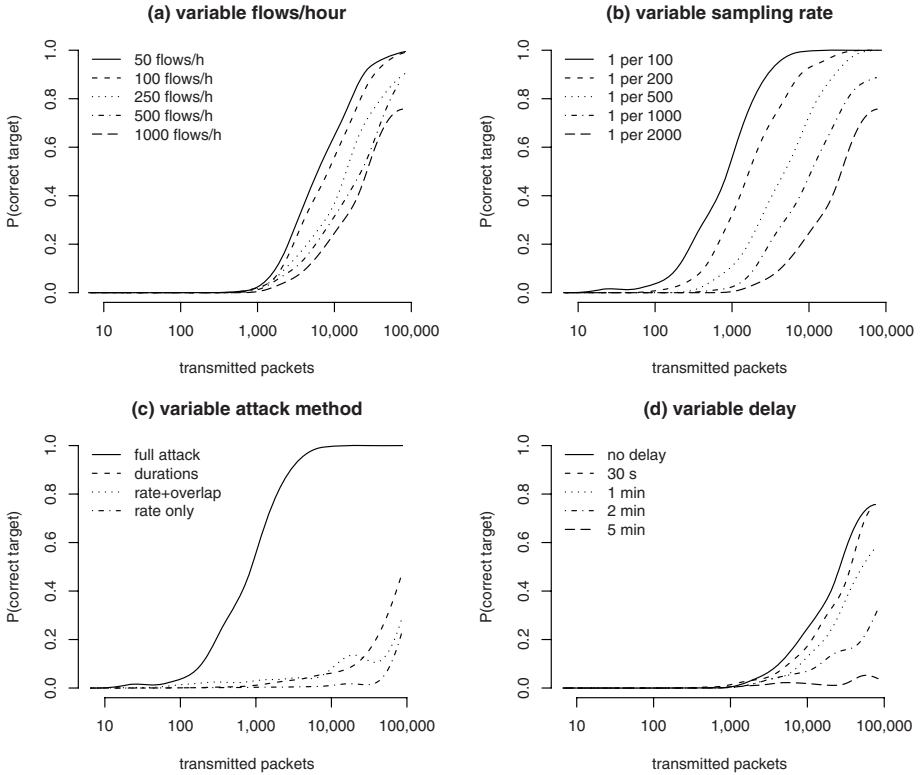 (a) variable flows/hour
P(correct target)
0.0 0.2 0.4 0.6 0.8 1.0
50 flows/h
100 flows/h
250 flows/h
500 flows/h
1000 flows/h
10 100 1,000 10,000 100,000
transmitted packets
(b) variable sampling rate
P(correct target)
0.0 0.2 0.4 0.6 0.8 1.0
1 per 100
1 per 200
1 per 500
1 per 1000
1 per 2000
10 100 1,000 10,000 100,000
transmitted packets
(c) variable attack method
P(correct target)
0.0 0.2 0.4 0.6 0.8 1.0
full attack
durations
rate+overlap
rate only
10 100 1,000 10,000 100,000
transmitted packets
(d) variable delay
P(correct target)
0.0 0.2 0.4 0.6 0.8 1.0
no delay
30 s
1 min
2 min
5 min
10 100 1,000 10,000 100,000
transmitted packets